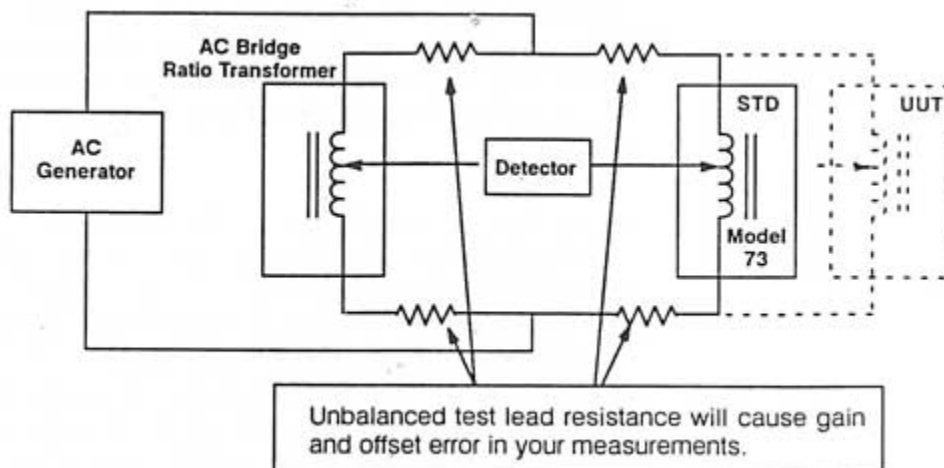 AC Bridge
Ratio Transformer
AC
Generator
Detector
STD
Model
73
UUT
Unbalanced test lead resistance will cause gain
and offset error in your measurements.